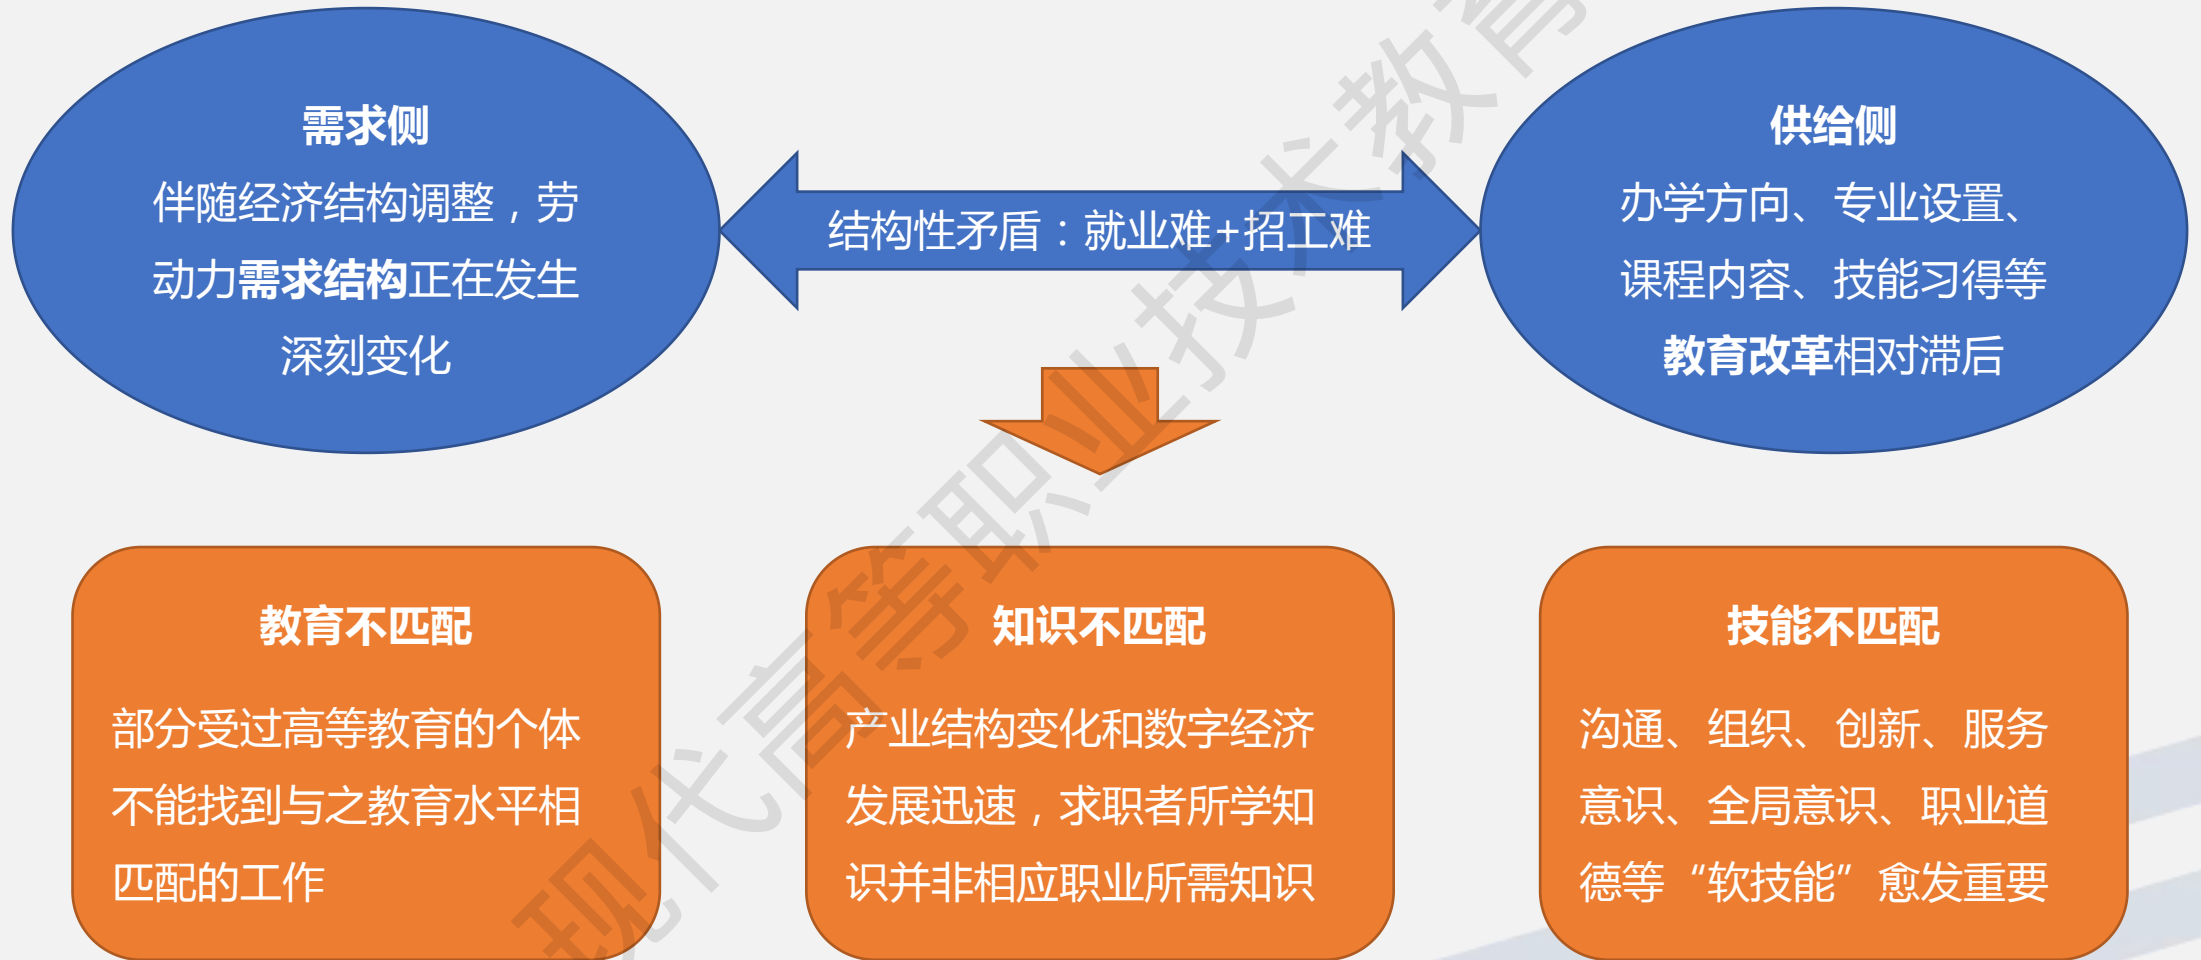 需求侧
伴随经济结构调整，劳
动力需求结构正在发生
深刻变化
结构性矛盾：就业难+招工难
供给侧
办学方向、专业设置、
课程内容、技能习得等
教育改革相对滞后
教育不匹配
部分受过高等教育的个体
不能找到与之教育水平相
匹配的工作
知识不匹配
产业结构变化和数字经济
发展迅速，求职者所学知
识并非相应职业所需知识
技能不匹配
沟通、组织、创新、服务
意识、全局意识、职业道
德等“软技能”愈发重要
现代高等职业技术教育